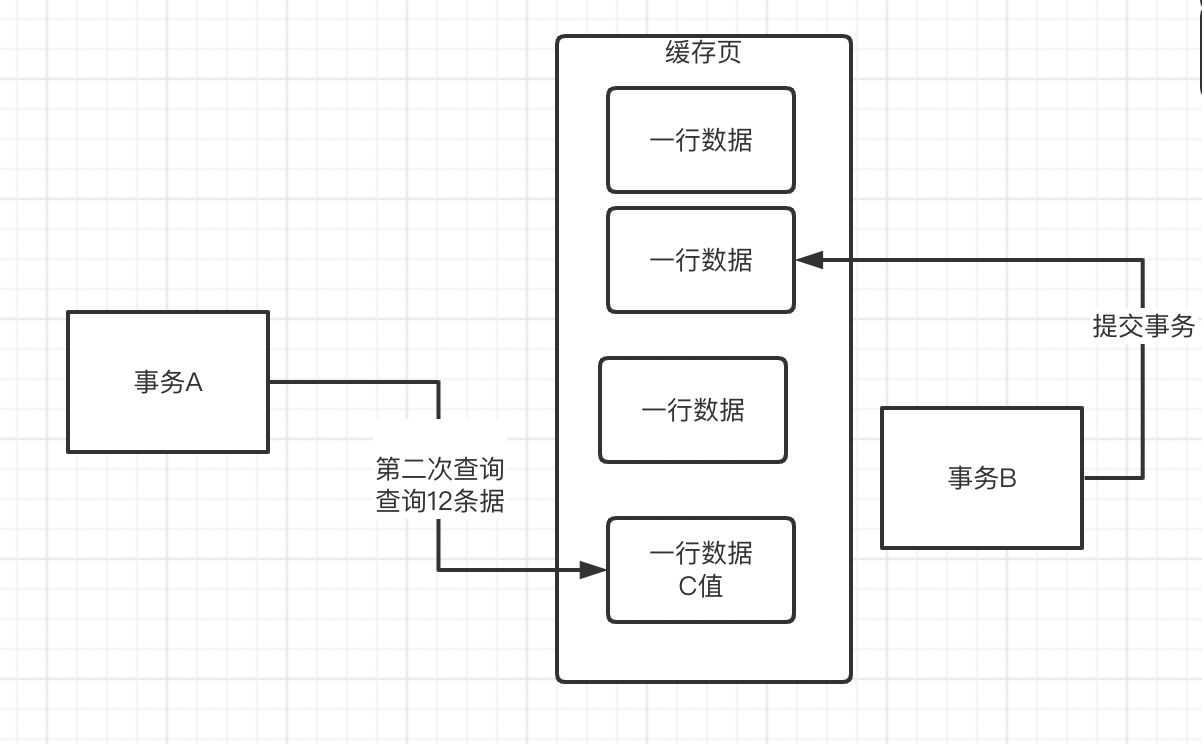 缓存页
一行数据
一行数据
提交事务
事务A
一行数据
第二次查询
查询12条据
事务B
一行数据
C值